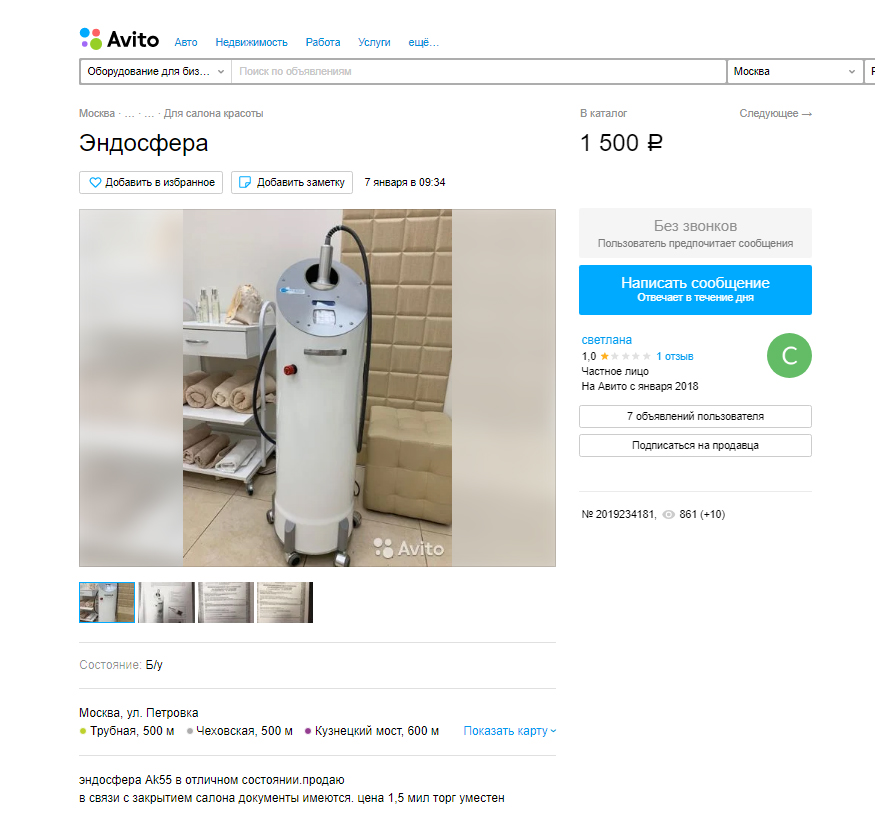 Avito Авто Недвижимость Работа Услуги ещё...
Оборудование для биз... Поиск по объявлениям Москва
Москва · ... · ... · Для салона красоты
В каталог Следующее →
Эндосфера
1 500 ₽
Добавить в избранное Добавить заметку 7 января в 09:34
Без звонков
Пользователь предпочитает сообщения
Написать сообщение
Отвечает в течение дня
светлана
1,0 1 отзыв
Частное лицо
На Авито с января 2018
С
7 объявлений пользователя
Подписаться на продавца
№ 2019234181, 861 (+10)
Avito
Состояние: Б/у
Москва, ул. Петровка
Трубная, 500 м Чеховская, 500 м Кузнецкий мост, 600 м Показать карту
эндосфера Ak55 в отличном состоянии.продаю
в связи с закрытием салона документы имеются. цена 1,5 мил торг уместен